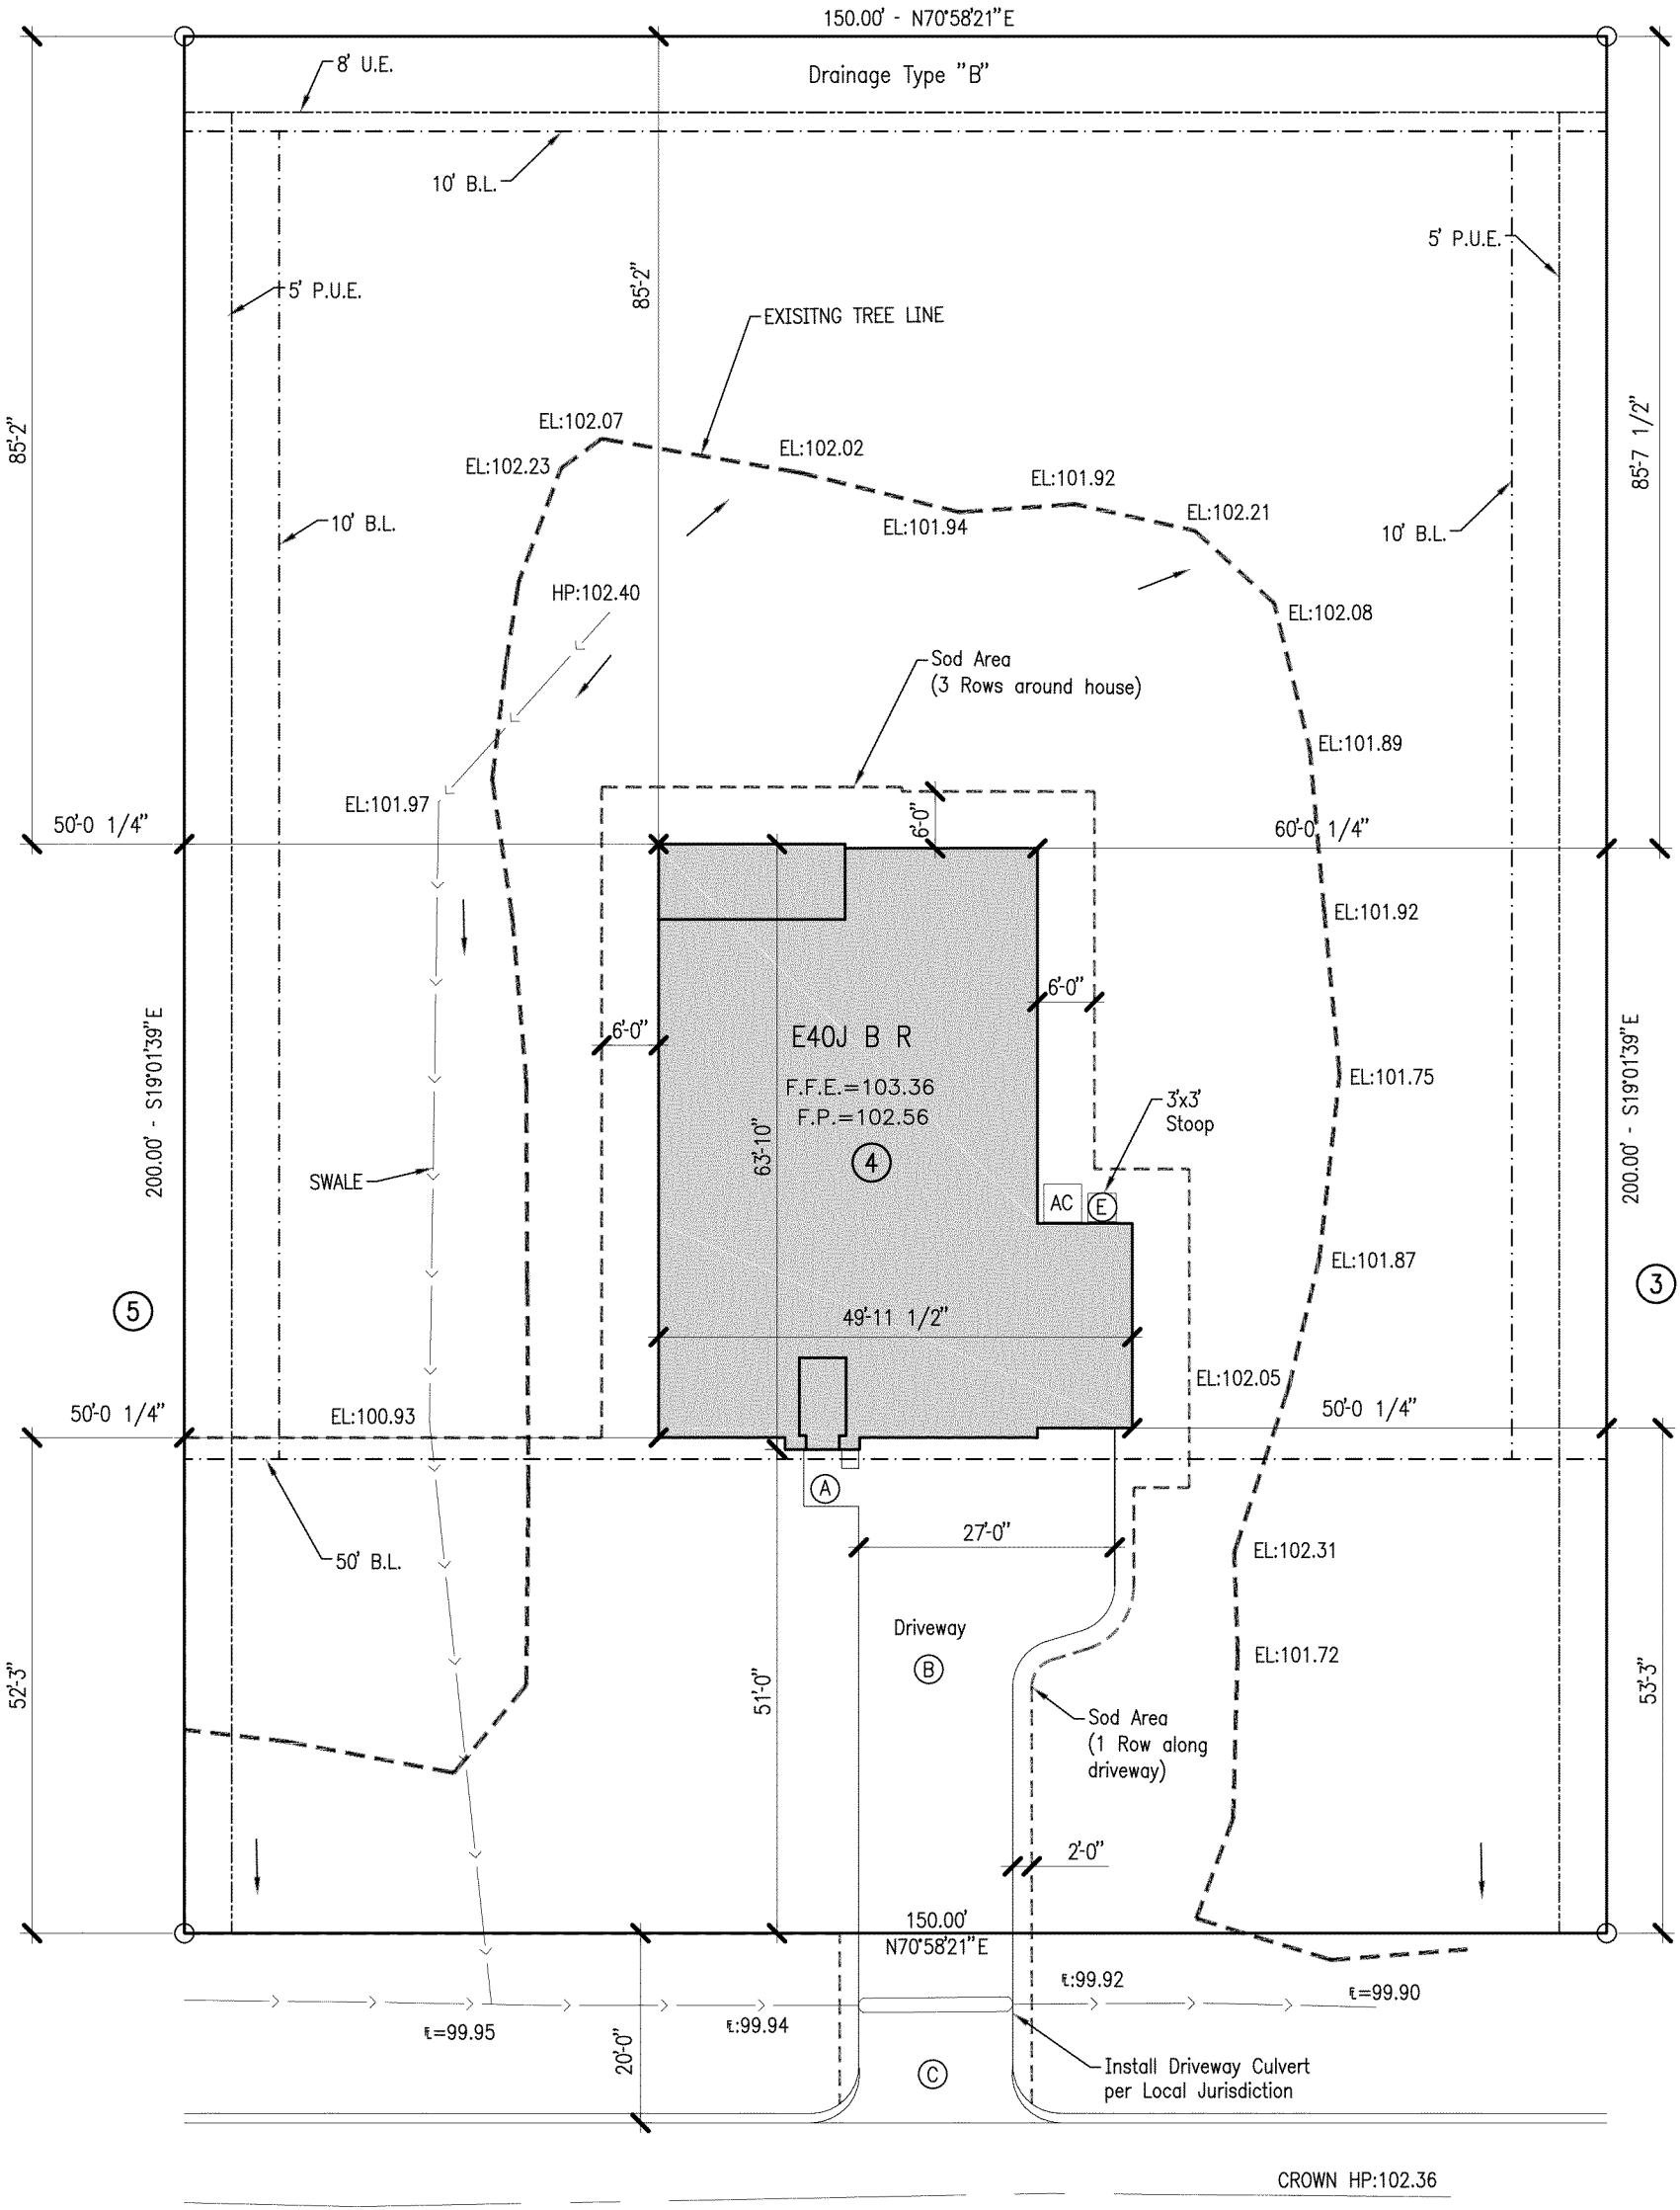 150.00' - N70°58'21"E
8' U.E.
Drainage Type "B"
10' B.L.
5' P.U.E.
5' P.U.E.
85'-2"
EXISITNG TREE LINE
85'-2"
85'-7 1/2"
EL:102.07
EL:102.23
EL:102.02
EL:101.92
EL:101.94
EL:102.21
10' B.L.
10' B.L.
HP:102.40
EL:102.08
Sod Area
(3 Rows around house)
EL:101.89
EL:101.97
50'-0 1/4"
6'-0"
60'-0 1/4"
EL:101.92
6'-0"
6'-0"
E40J B R
F.F.E.=103.36
F.P.=102.56
4
63'-10"
EL:101.75
3'x3'
Stoop
200.00' - S19°01'39"E
200.00' - S19°01'39"E
SWALE
AC
E
EL:101.87
5
3
49'-11 1/2"
EL:102.05
50'-0 1/4"
EL:100.93
50'-0 1/4"
A
27'-0"
50' B.L.
EL:102.31
Driveway
B
EL:101.72
52'-3"
51'-0"
53'-3"
Sod Area
(1 Row along
driveway)
2'-0"
150.00'
N70°58'21"E
℄:99.92
℄=99.90
℄=99.95
℄:99.94
20'-0"
C
Install Driveway Culvert
per Local Jurisdiction
CROWN HP:102.36